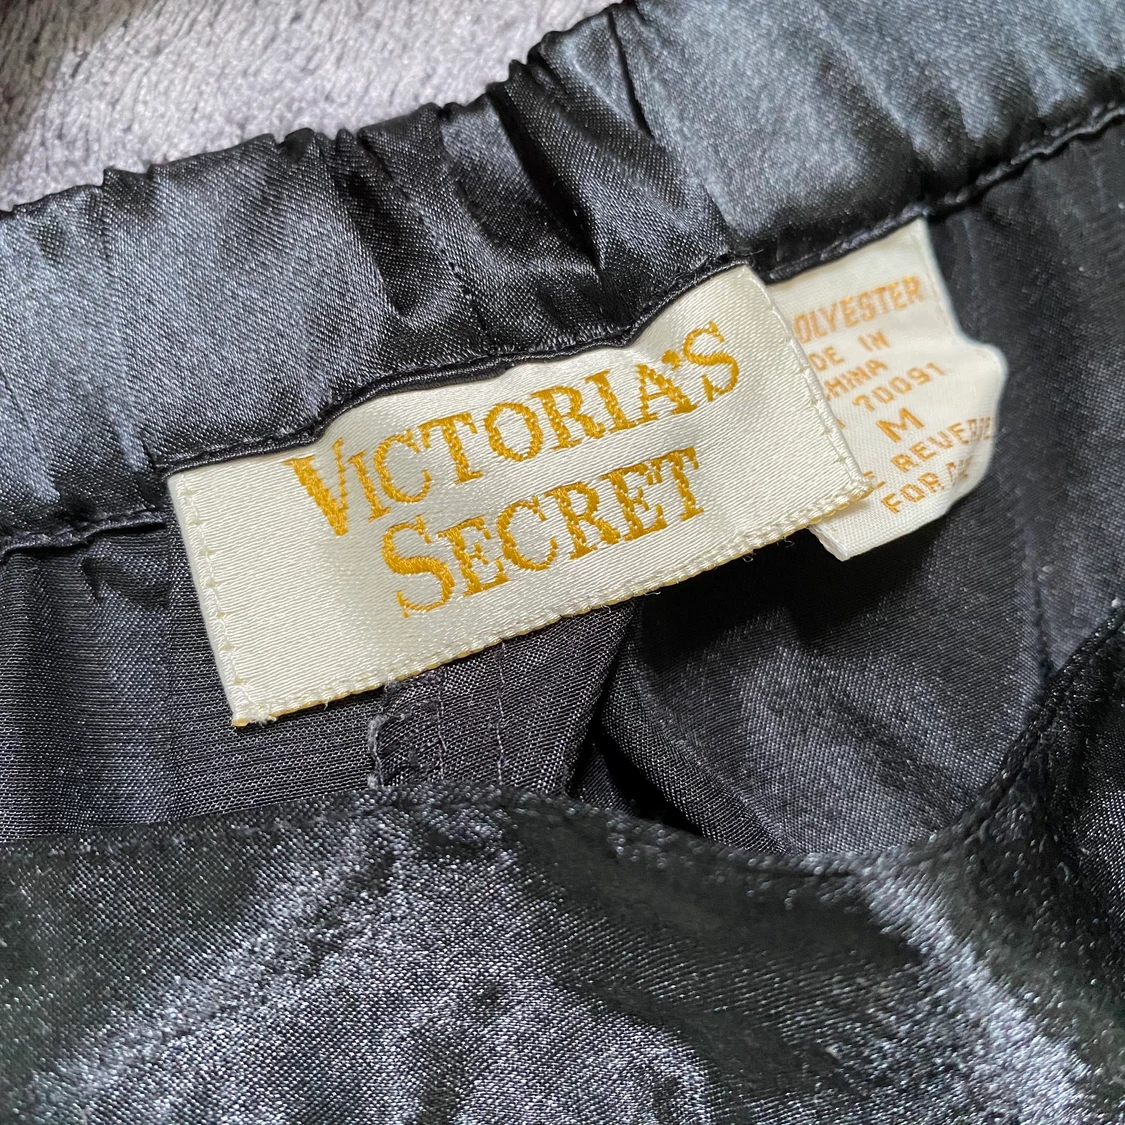 VICTORIA'S
SECRET
OLYESTER
DE IN
HINA
70091
M
E REVERSE
FOR